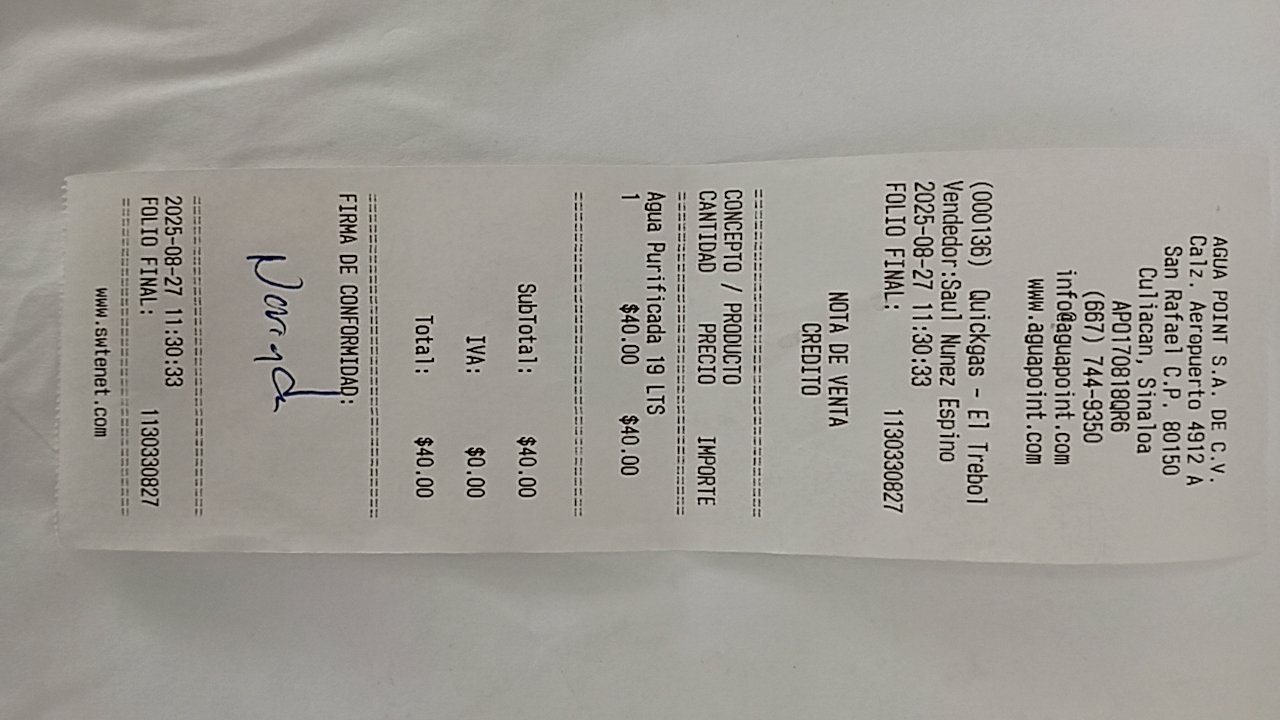 AGUA POINT S.A. DE C.V.
Calz. Aeropuerto 4912 A
San Rafael C.P. 80150
Culiacan, Sinaloa
APO170818QR6
(667) 744-9350
info@aguapoint.com
www.aguapoint.com
(000136) Quickgas - El Trebol
Vendedor:Saul Nunez Espino
2025-08-27 11:30:33
FOLIO FINAL: 1130330827
NOTA DE VENTA
CREDITO
================================
CONCEPTO / PRODUCTO
CANTIDAD PRECIO IMPORTE
================================
Agua Purificada 19 LTS
1 $40.00 $40.00
================================
SubTotal: $40.00
IVA: $0.00
Total: $40.00
================================
FIRMA DE CONFORMIDAD:
================================
2025-08-27 11:30:33
FOLIO FINAL: 1130330827
================================
www.swtenet.com